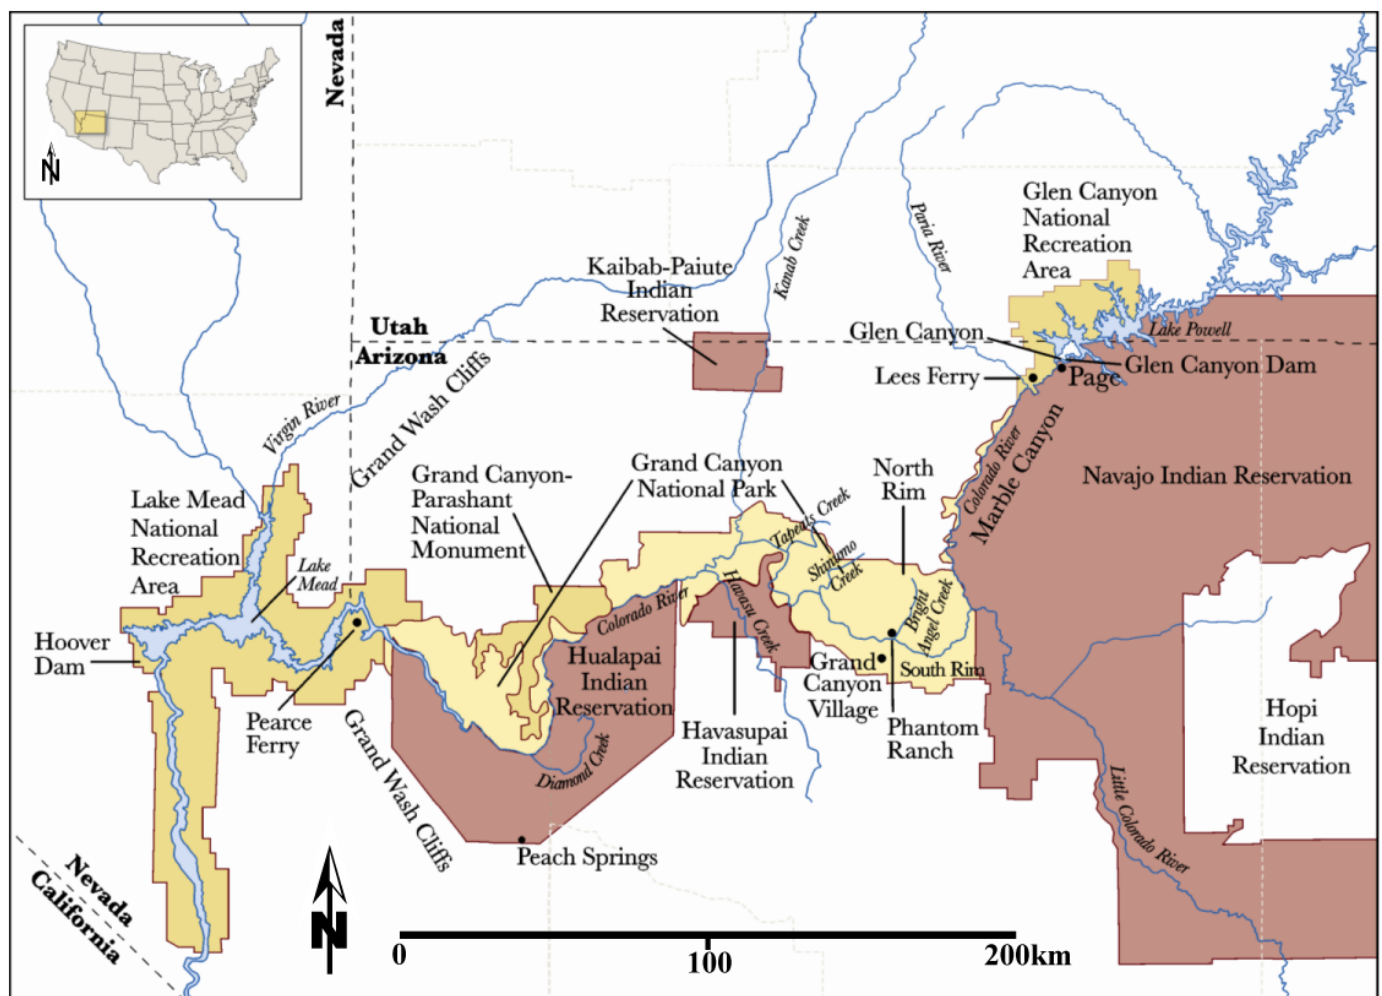 N
Nevada
Utah
Arizona
Virgin River
Grand Wash Cliffs
Kaibab-Paiute
Indian
Reservation
Kanab Creek
Paria River
Glen Canyon
National
Recreation
Area
Glen Canyon
Lake Powell
Glen Canyon Dam
Lees Ferry
Page
Colorado River
Marble Canyon
Navajo Indian Reservation
Lake Mead
National
Recreation
Area
Lake
Mead
Hoover
Dam
Pearce
Ferry
Grand Wash Cliffs
Grand Canyon-
Parashant
National
Monument
Grand Canyon
National Park
North
Rim
Tapeats Creek
Shinumo
Creek
Bright
Angel Creek
Colorado River
Havasu Creek
Hualapai
Indian
Reservation
Diamond Creek
Peach Springs
Havasupai
Indian
Reservation
Grand
Canyon
Village
South Rim
Phantom
Ranch
Hopi
Indian
Reservation
Little Colorado River
Nevada
California
N
0
100
200km